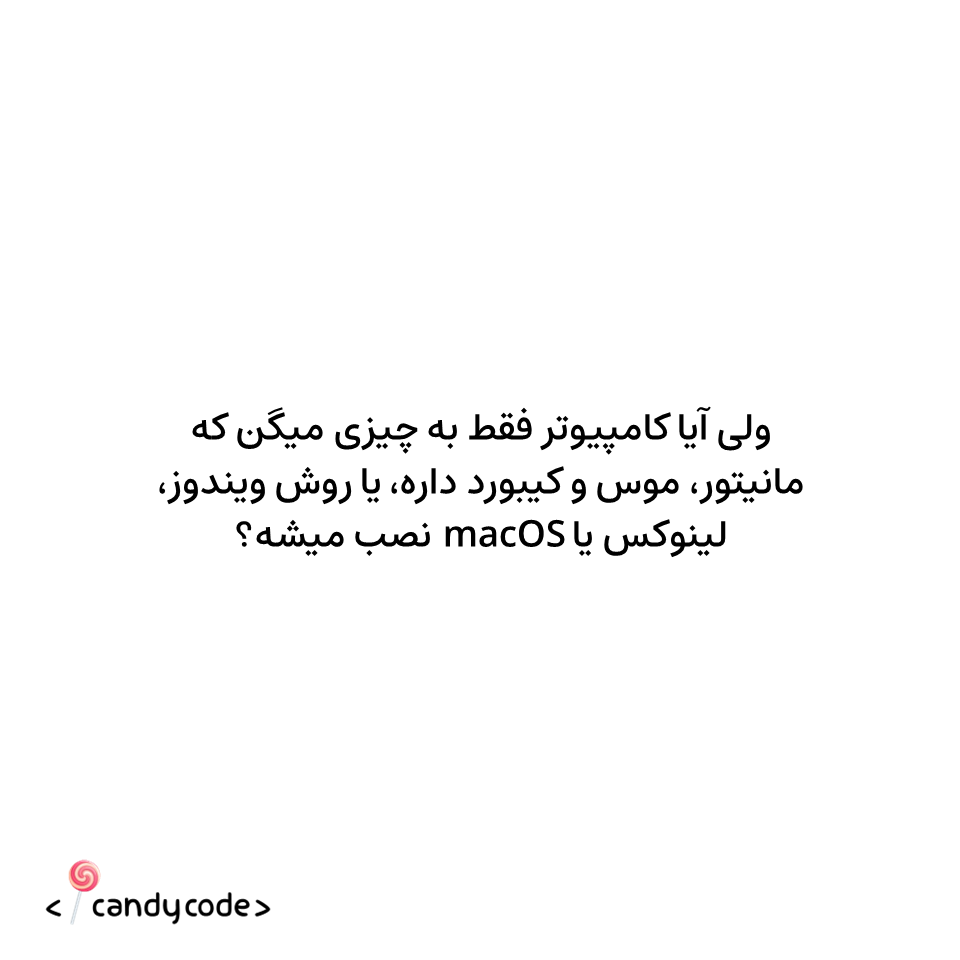 ولی آیا کامپیوتر فقط به چیزی میگن که
مانیتور، موس و کیبورد داره، یا روش ویندوز،
لینوکس یا macOS نصب میشه؟
< / candycode >